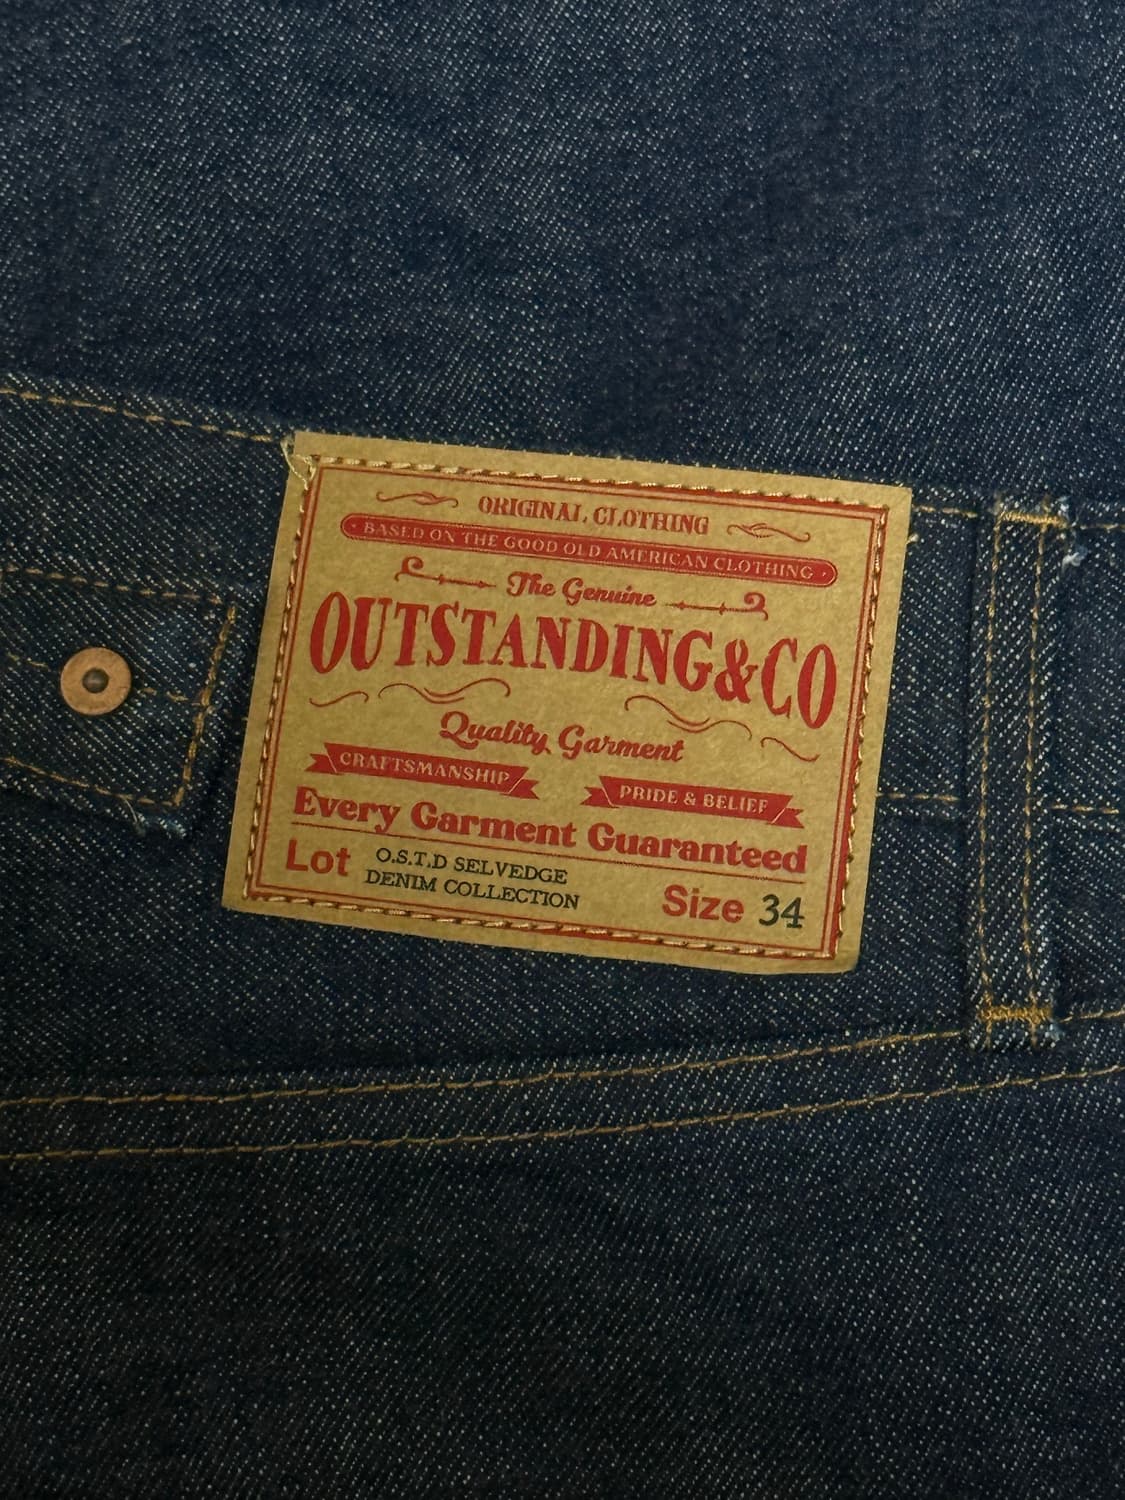 ORIGINAL CLOTHING
BASED ON THE GOOD OLD AMERICAN CLOTHING
The Genuine
OUTSTANDING&CO
Quality Garment
CRAFTSMANSHIP
PRIDE & BELIEF
Every Garment Guaranteed
Lot O.S.T.D SELVEDGE
DENIM COLLECTION
Size 34